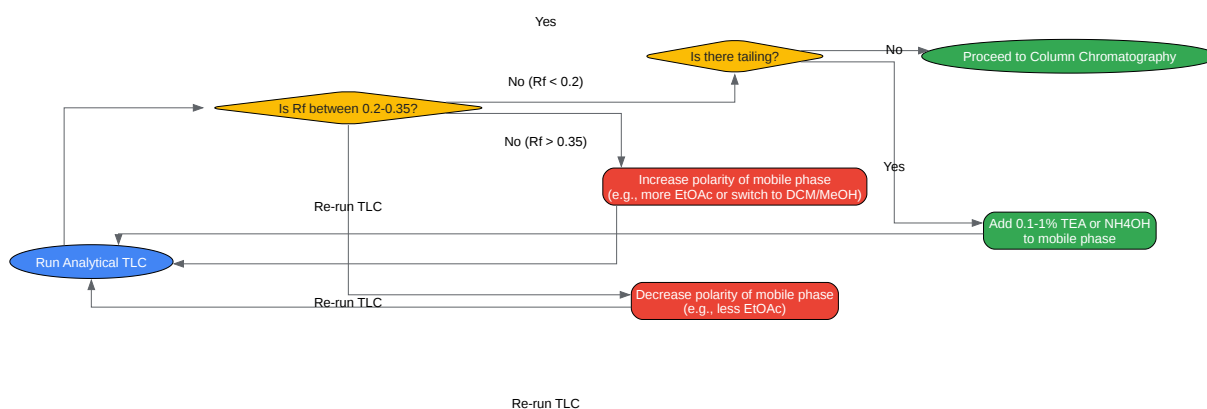 Yes
Is there tailing?
No
Proceed to Column Chromatography
No (Rf < 0.2)
Is Rf between 0.2-0.35?
No (Rf > 0.35)
Yes
Increase polarity of mobile phase
(e.g., more EtOAc or switch to DCM/MeOH)
Re-run TLC
Add 0.1-1% TEA or NH4OH
to mobile phase
Run Analytical TLC
Decrease polarity of mobile phase
(e.g., less EtOAc)
Re-run TLC
Re-run TLC